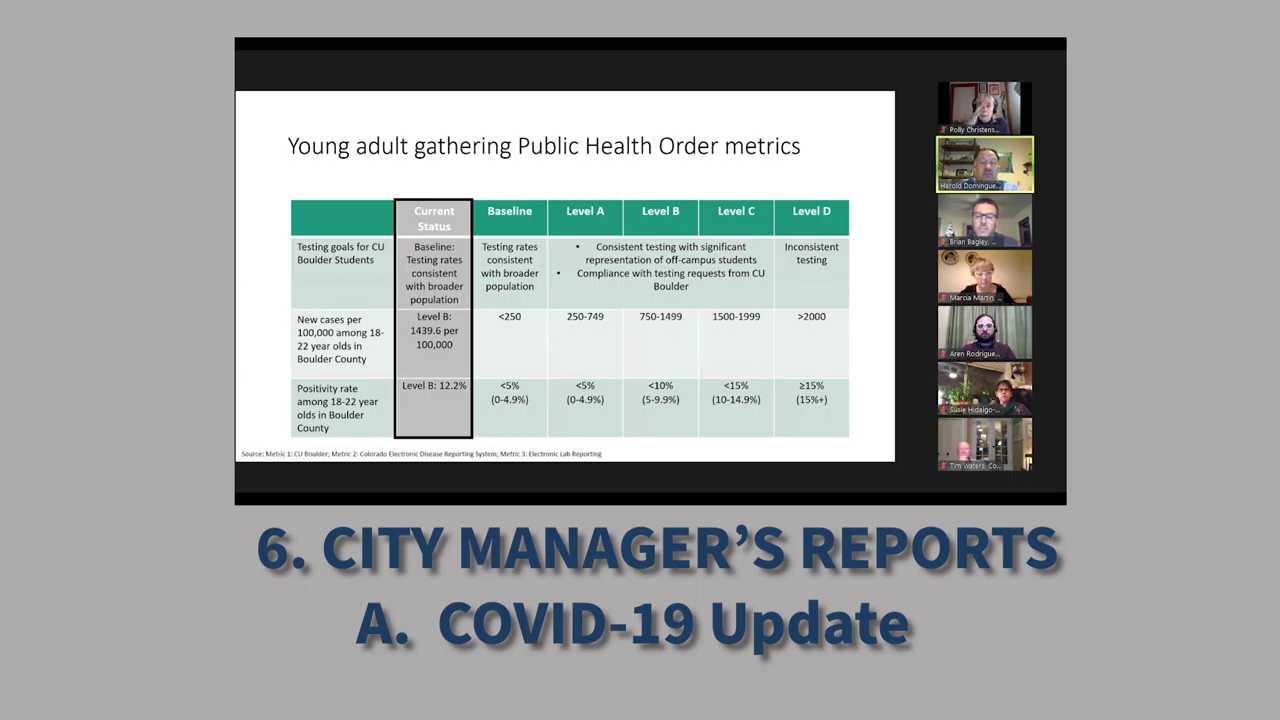 Young adult gathering Public Health Order metrics
Current
Status
Baseline
Level A
Level B
Level C
Level D
Testing goals for CU
Boulder Students
Baseline:
Testing rates
consistent
with broader
population
Testing rates
consistent
with broader
population
• Consistent testing with significant
representation of off-campus students
• Compliance with testing requests from CU
Boulder
Inconsistent
testing
New cases per
100,000 among 18-
22 year olds in
Boulder County
Level B:
1439.6 per
100,000
<250
250-749
750-1499
1500-1999
>2000
Positivity rate
among 18-22 year
olds in Boulder
County
Level B: 12.2%
<5%
(0-4.9%)
<5%
(0-4.9%)
<10%
(5-9.9%)
<15%
(10-14.9%)
≥15%
(15%+)
Source: Metric 1: CU Boulder; Metric 2: Colorado Electronic Disease Reporting System; Metric 3: Electronic Lab Reporting
Polly Christens...
Harold Domingue...
Brian Bagley, ...
Marcia Martin, ...
Aren Rodrigue...
Susie Hidalgo-...
Tim Waters, Co...
6. CITY MANAGER’S REPORTS
A. COVID-19 Update